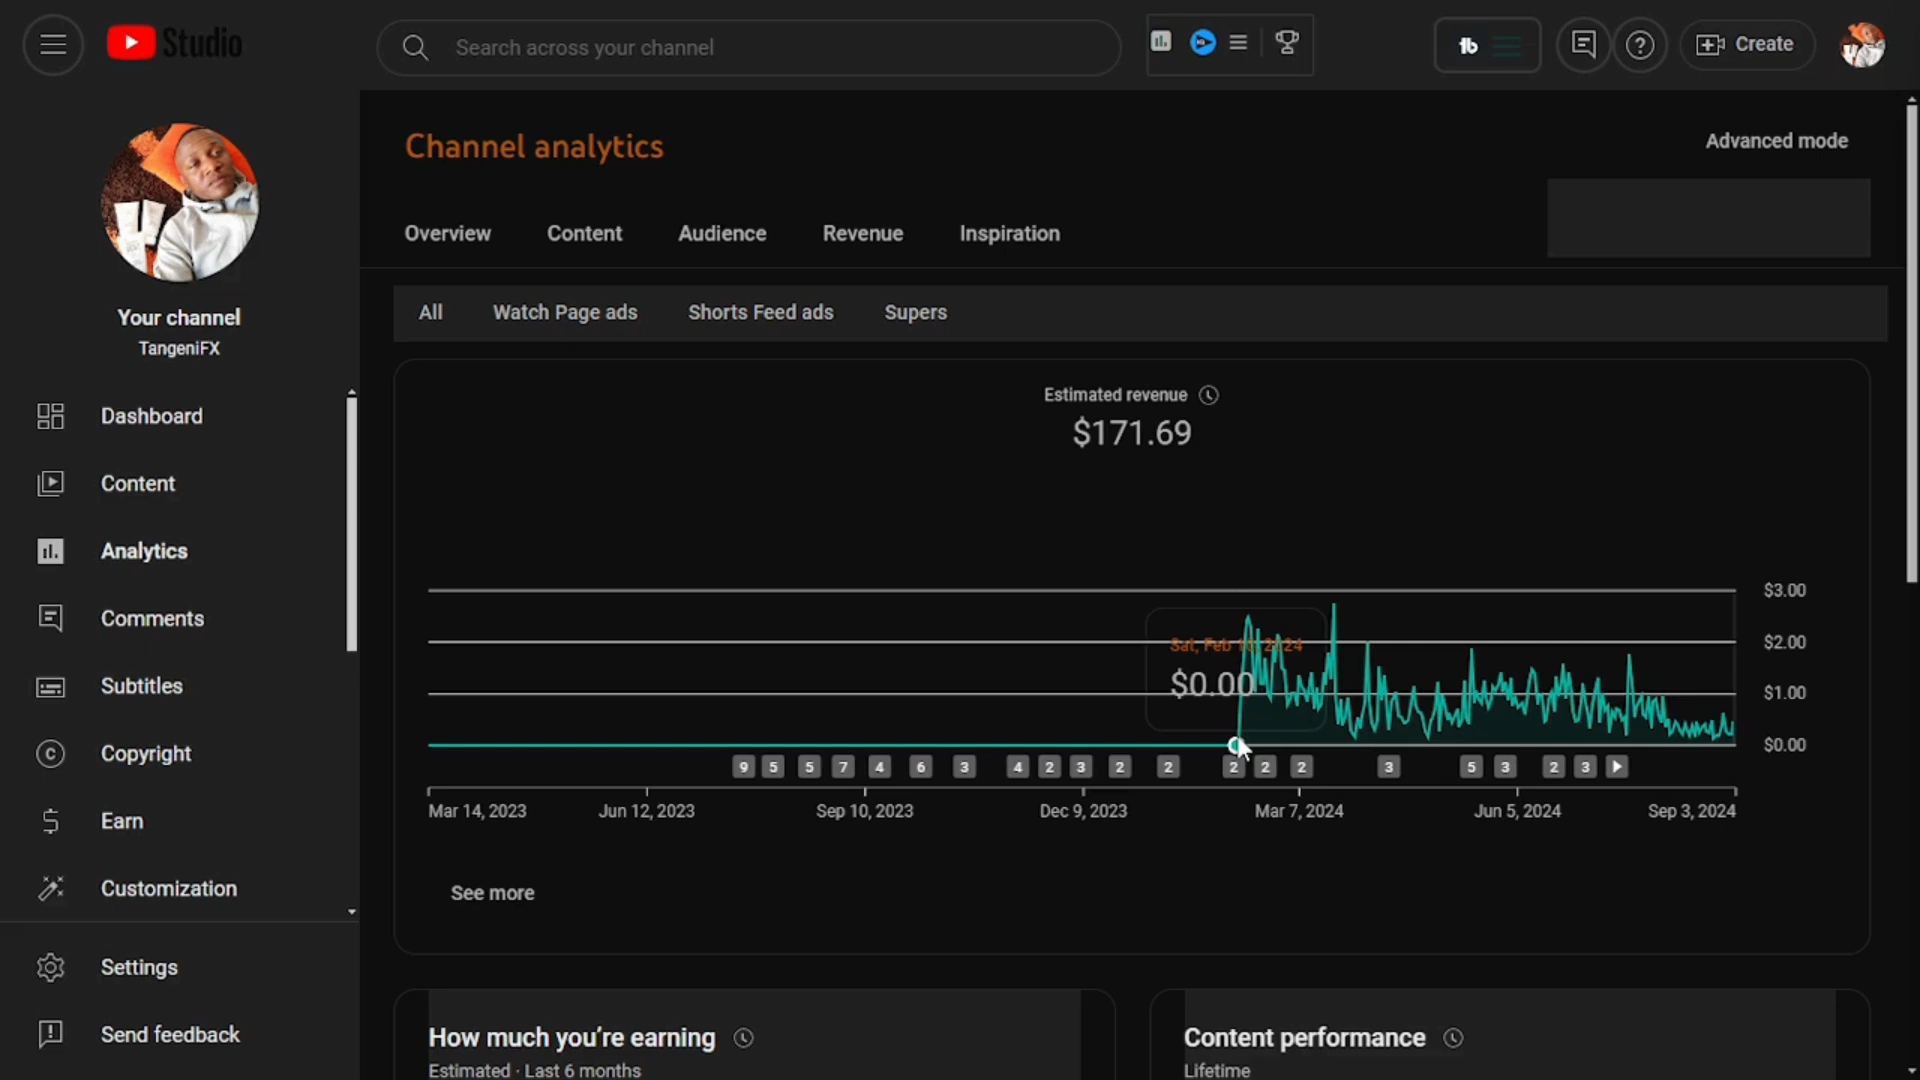 Studio
Search across your channel
Create
Channel analytics
Advanced mode
Overview
Content
Audience
Revenue
Inspiration
Your channel
TangeniFX
All
Watch Page ads
Shorts Feed ads
Supers
Dashboard
Content
Analytics
Comments
Subtitles
Copyright
Earn
Customization
Settings
Send feedback
Estimated revenue
$171.69
$3.00
$2.00
$1.00
$0.00
Sat, Feb 10, 2024
$0.00
9 5 5 7 4 6 3 4 2 3 2 2 2 2 2 3 5 3 2 3
Mar 14, 2023 Jun 12, 2023 Sep 10, 2023 Dec 9, 2023 Mar 7, 2024 Jun 5, 2024 Sep 3, 2024
See more
How much you’re earning
Estimated · Last 6 months
Content performance
Lifetime